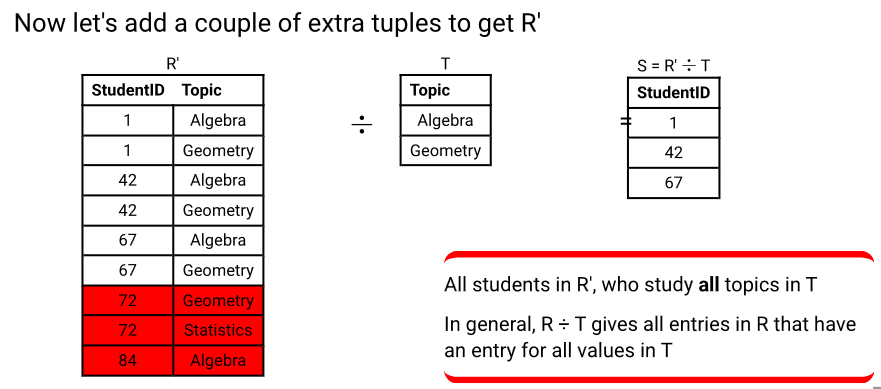 Now let's add a couple of extra tuples to get R'
R'
StudentID Topic
1 Algebra
1 Geometry
42 Algebra
42 Geometry
67 Algebra
67 Geometry
72 Geometry
72 Statistics
84 Algebra
÷
T
Topic
Algebra
Geometry
=
S = R' ÷ T
StudentID
1
42
67
All students in R', who study all topics in T
In general, R ÷ T gives all entries in R that have
an entry for all values in T